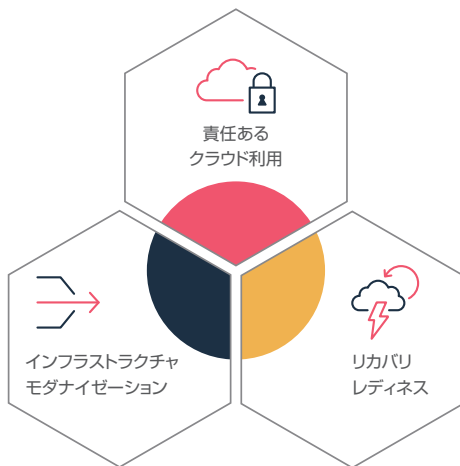 責任ある
クラウド利用
インフラストラクチャ
モダナイゼーション
リカバリ
レディネス